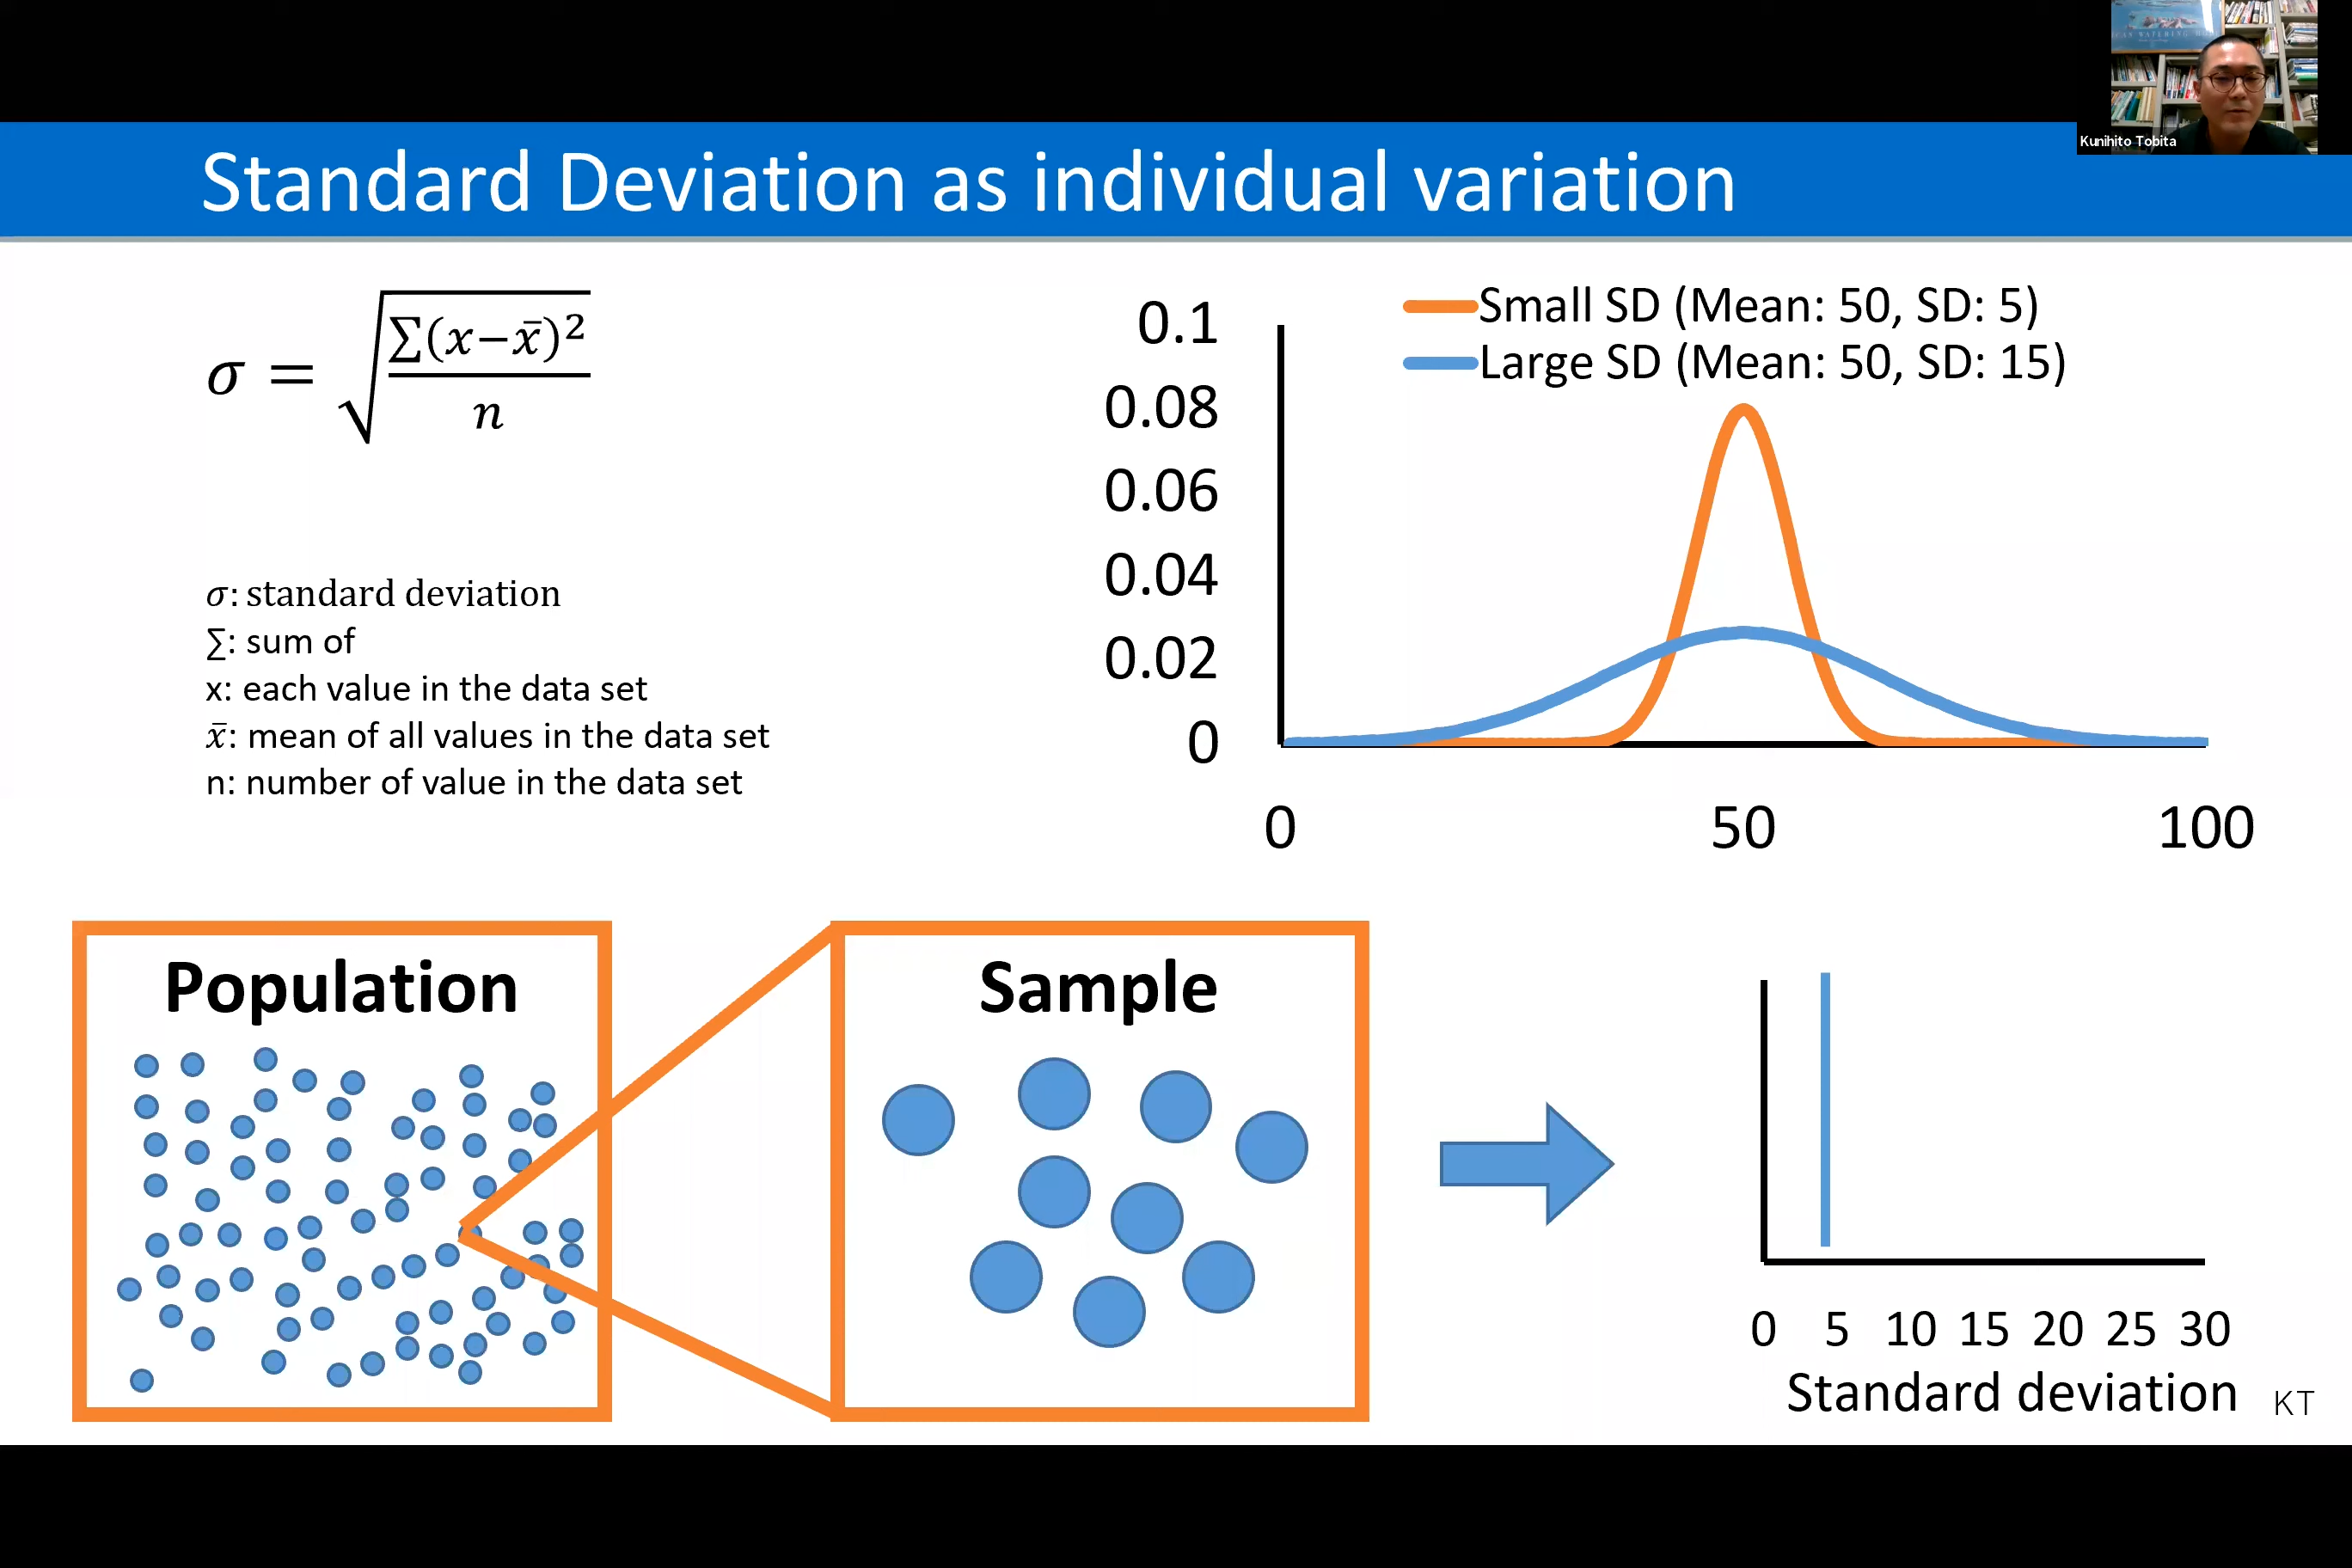 Kunihito Tobita
Standard Deviation as individual variation
σ = √(∑(x−x̄)² / n)
σ: standard deviation
∑: sum of
x: each value in the data set
x̄: mean of all values in the data set
n: number of value in the data set
Small SD (Mean: 50, SD: 5)
Large SD (Mean: 50, SD: 15)
0.1
0.08
0.06
0.04
0.02
0
0 50 100
Population
Sample
0 5 10 15 20 25 30
Standard deviation
KT